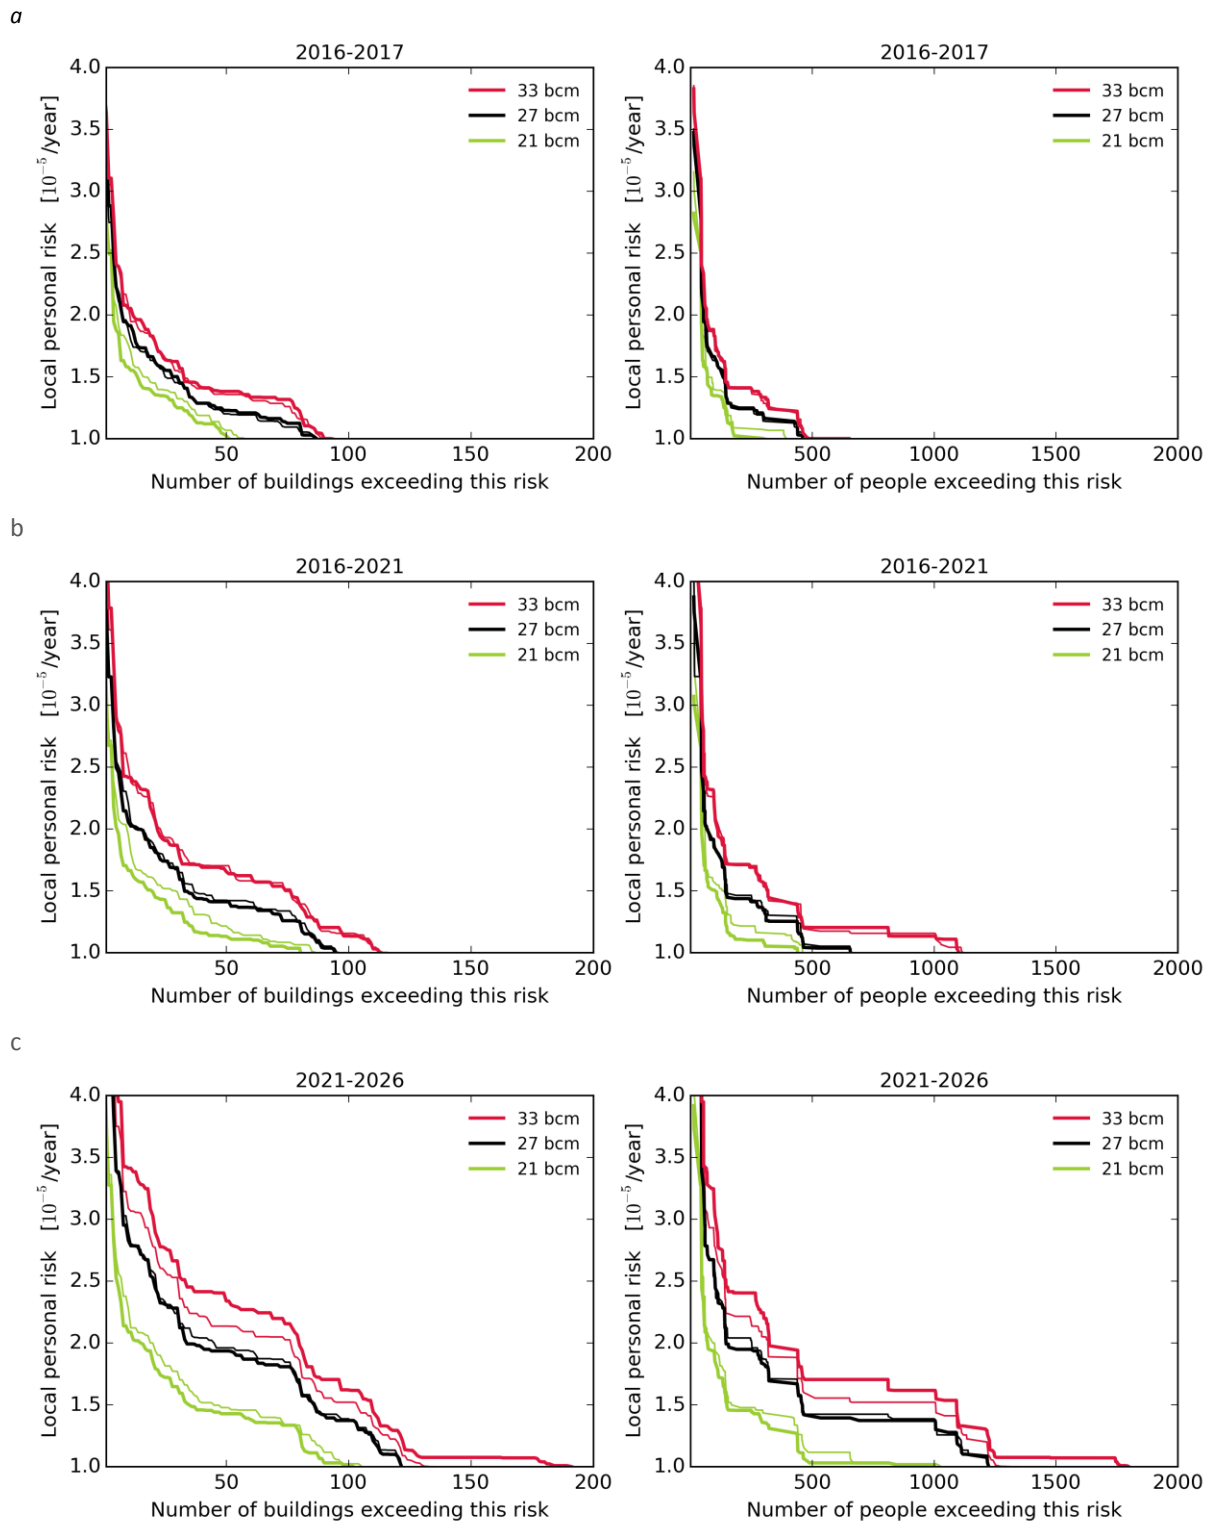 a
2016-2017
2016-2017
4.0
3.5
3.0
2.5
2.0
1.5
1.0
Local personal risk [10⁻⁵/year]
33 bcm
27 bcm
21 bcm
50 100 150 200
Number of buildings exceeding this risk
4.0
3.5
3.0
2.5
2.0
1.5
1.0
Local personal risk [10⁻⁵/year]
33 bcm
27 bcm
21 bcm
500 1000 1500 2000
Number of people exceeding this risk
b
2016-2021
2016-2021
4.0
3.5
3.0
2.5
2.0
1.5
1.0
Local personal risk [10⁻⁵/year]
33 bcm
27 bcm
21 bcm
50 100 150 200
Number of buildings exceeding this risk
4.0
3.5
3.0
2.5
2.0
1.5
1.0
Local personal risk [10⁻⁵/year]
33 bcm
27 bcm
21 bcm
500 1000 1500 2000
Number of people exceeding this risk
c
2021-2026
2021-2026
4.0
3.5
3.0
2.5
2.0
1.5
1.0
Local personal risk [10⁻⁵/year]
33 bcm
27 bcm
21 bcm
50 100 150 200
Number of buildings exceeding this risk
4.0
3.5
3.0
2.5
2.0
1.5
1.0
Local personal risk [10⁻⁵/year]
33 bcm
27 bcm
21 bcm
500 1000 1500 2000
Number of people exceeding this risk